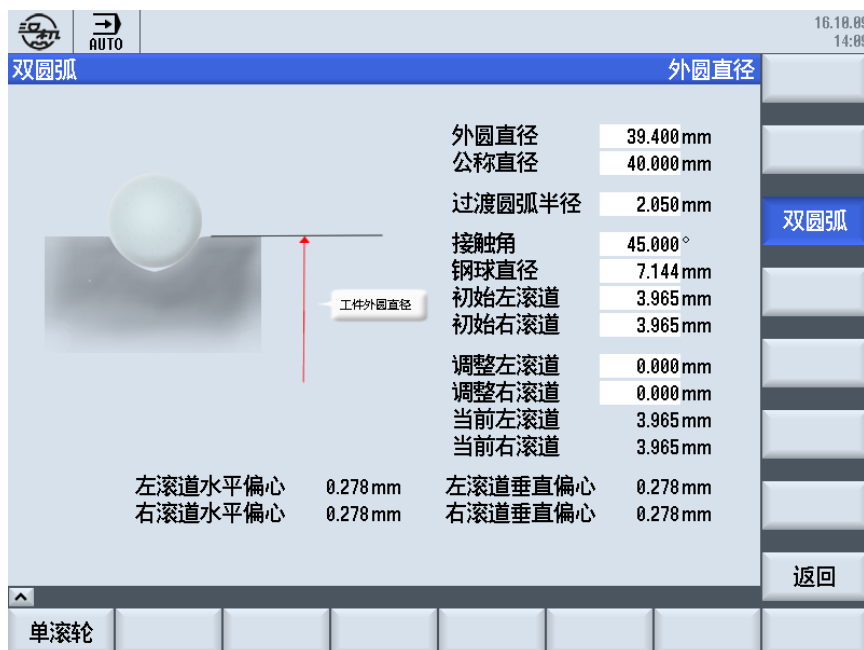 汉机
AUTO
16.10.09
14:09
双圆弧 外圆直径
外圆直径 39.400 mm
公称直径 40.000 mm
过渡圆弧半径 2.050 mm
双圆弧
接触角 45.000 °
钢球直径 7.144 mm
工件外圆直径
初始左滚道 3.965 mm
初始右滚道 3.965 mm
调整左滚道 0.000 mm
调整右滚道 0.000 mm
当前左滚道 3.965 mm
当前右滚道 3.965 mm
左滚道水平偏心 0.278 mm 左滚道垂直偏心 0.278 mm
右滚道水平偏心 0.278 mm 右滚道垂直偏心 0.278 mm
返回
单滚轮